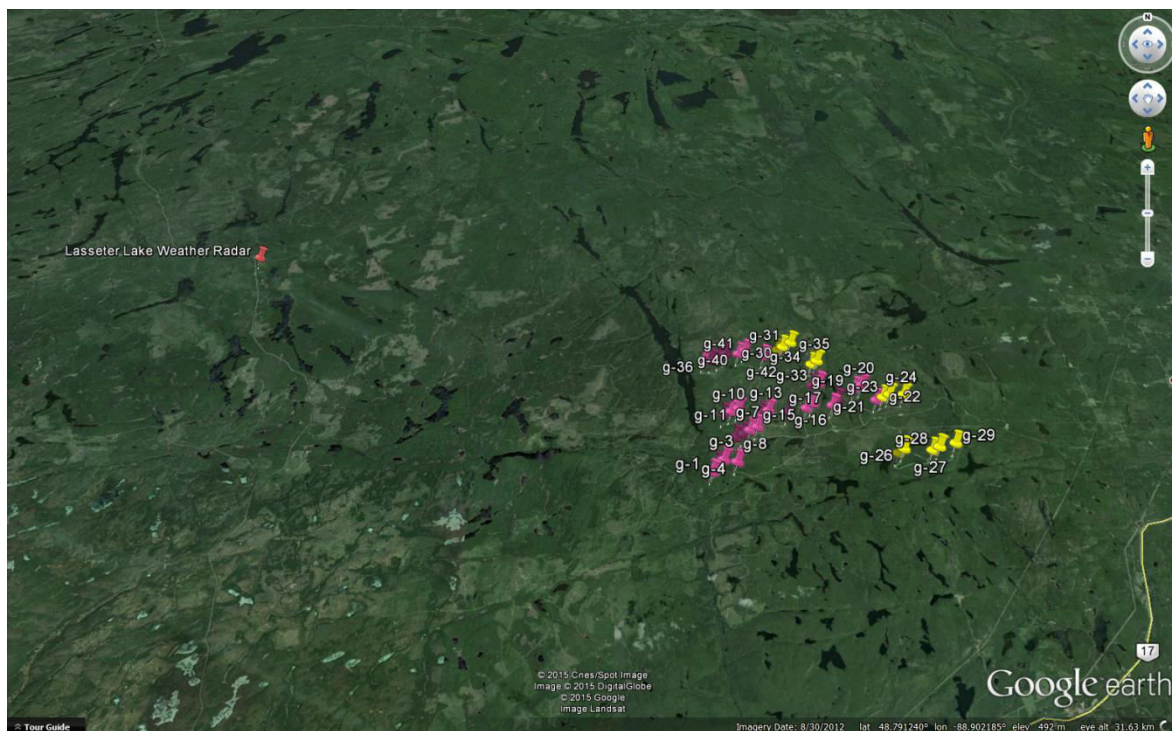 N
Lasseter Lake Weather Radar
g-31
g-41
g-35
g-30
g-34
g-40
g-36
g-42
g-33
g-20
g-19
g-24
g-23
g-10
g-13
g-17
g-22
g-11
g-7
g-15
g-21
g-16
g-3
g-8
g-28
g-29
g-26
g-1
g-4
g-27
17
© 2015 Cnes/Spot Image
Image © 2015 DigitalGlobe
© 2015 Google
Image Landsat
Google earth
Tour Guide
Imagery Date: 8/30/2012 lat 48.791240° lon -88.902185° elev 492 m eye alt 31.63 km